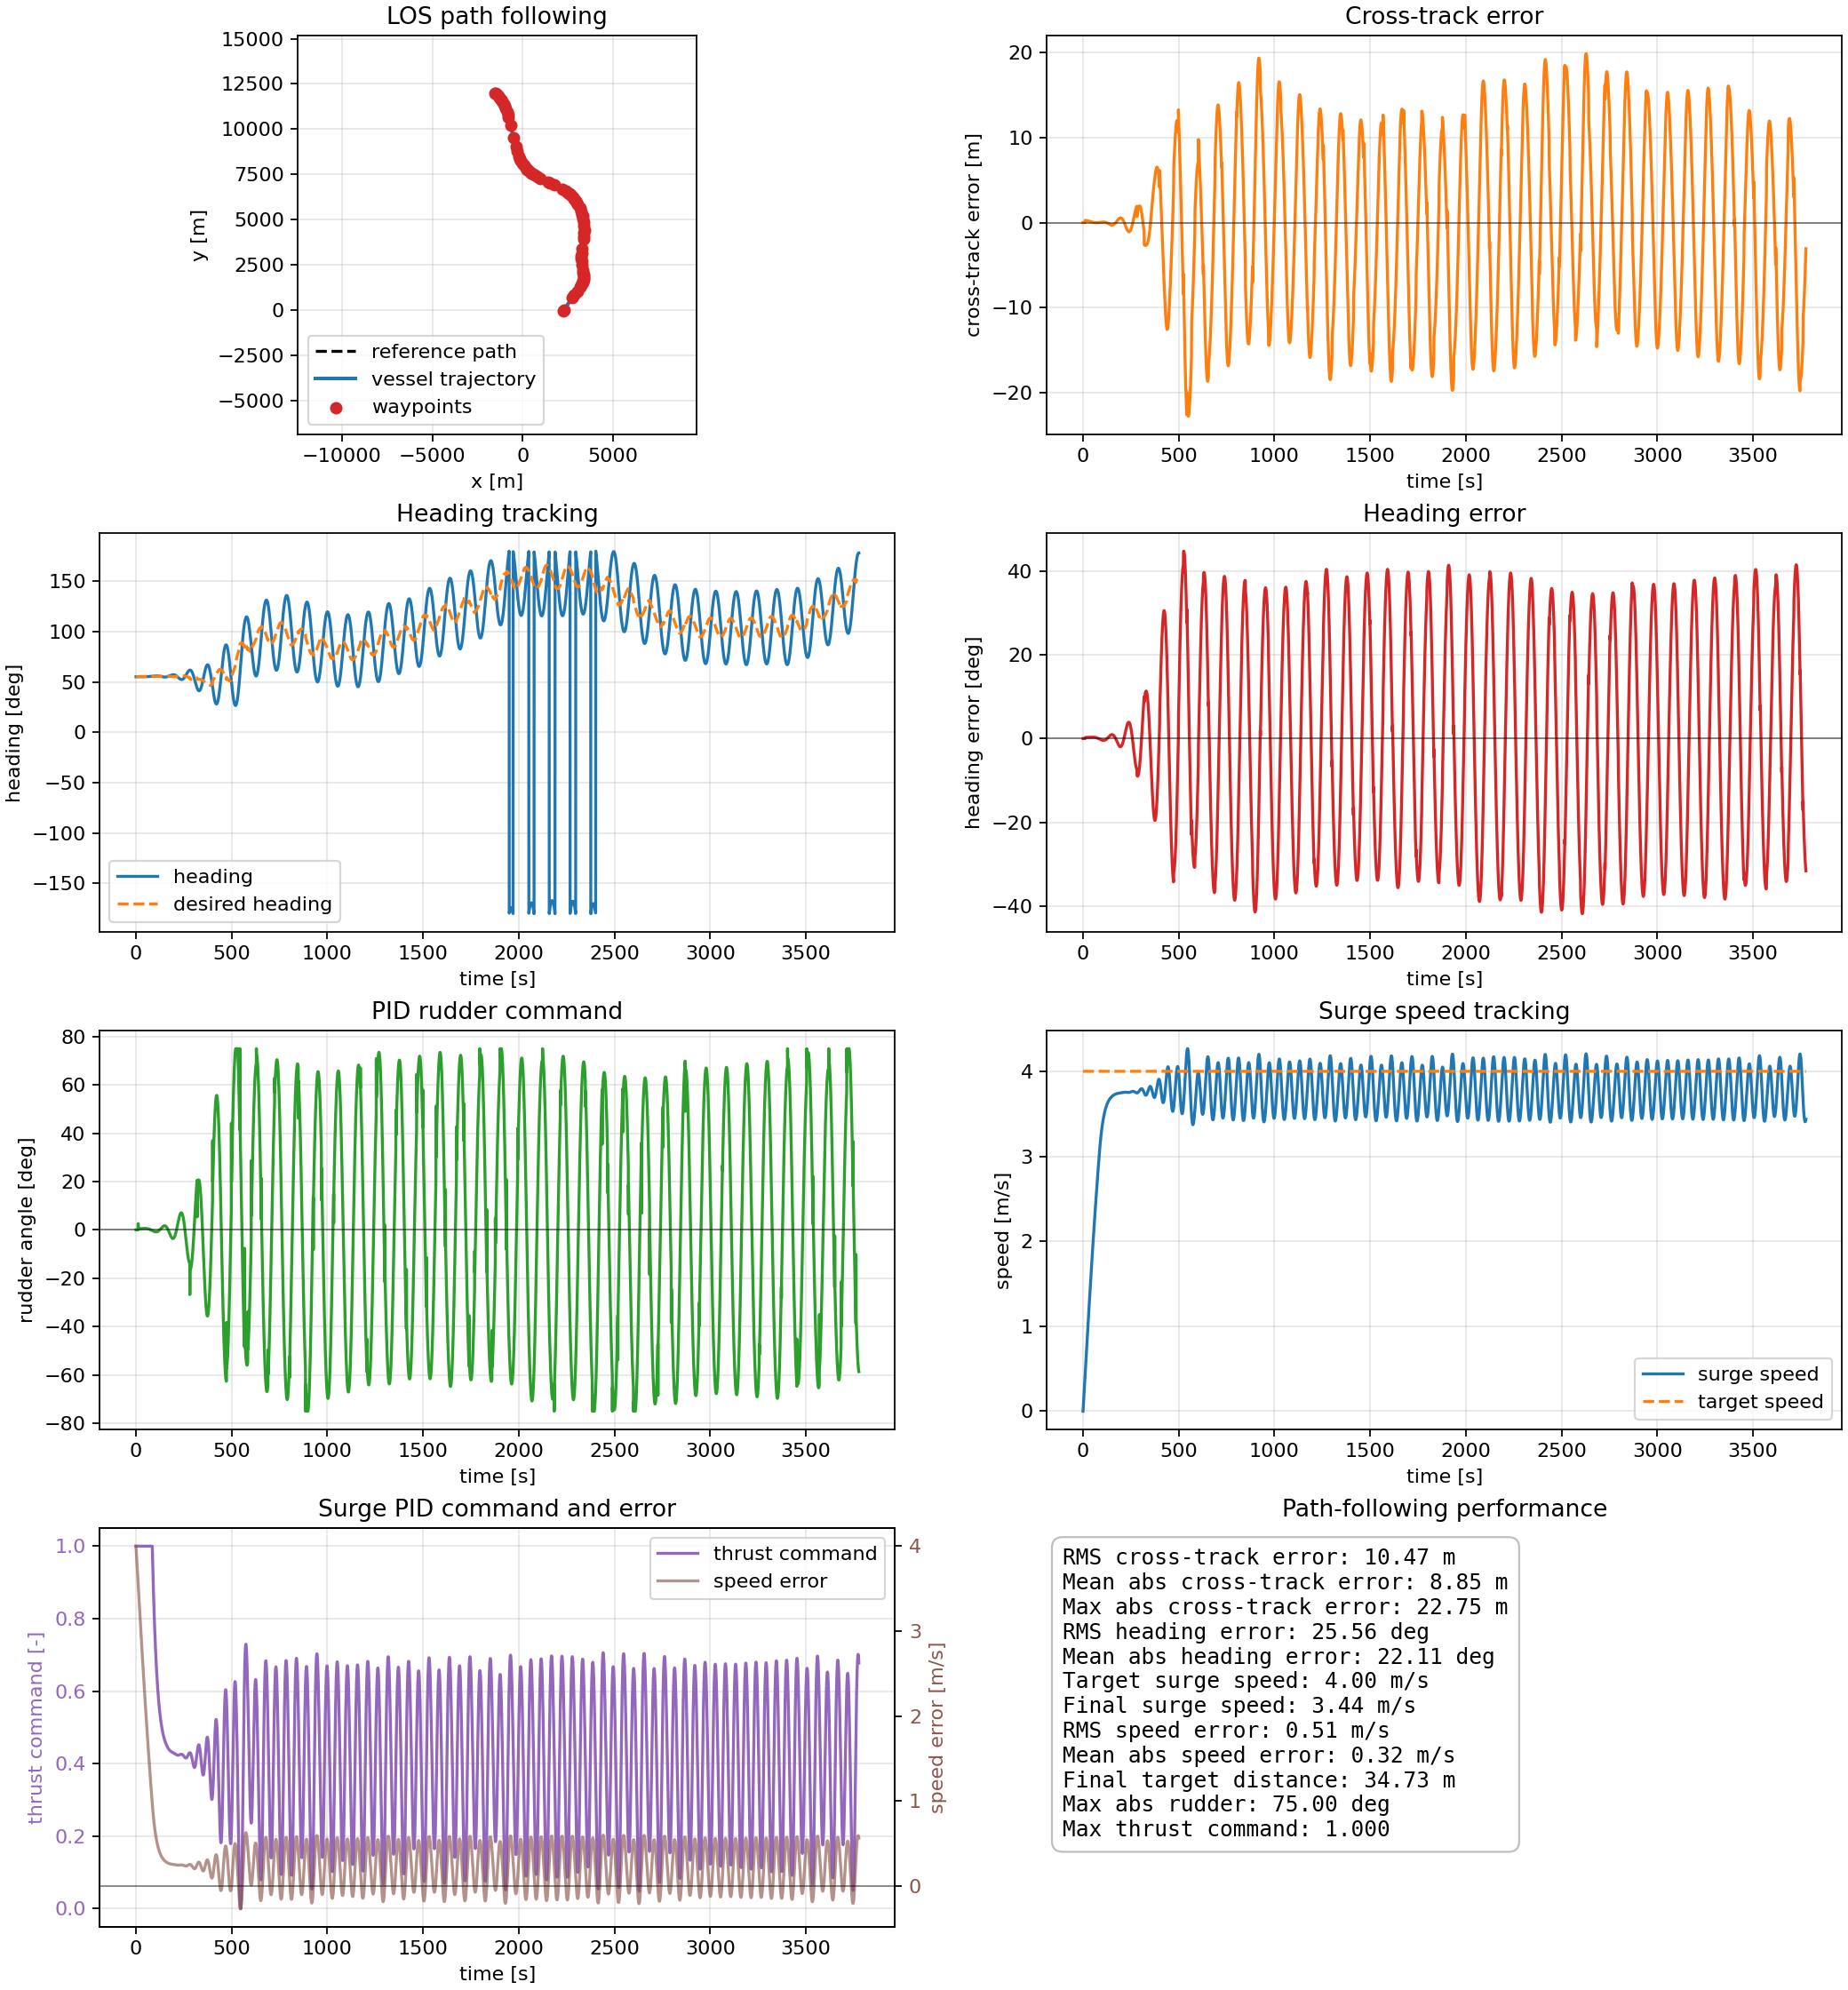 LOS path following
15000
12500
10000
7500
5000
2500
0
−2500
−5000
−10000 −5000 0 5000
x [m]
y [m]
reference path
vessel trajectory
waypoints
Cross-track error
20
10
0
−10
−20
0 500 1000 1500 2000 2500 3000 3500
time [s]
cross-track error [m]
Heading tracking
150
100
50
0
−50
−100
−150
0 500 1000 1500 2000 2500 3000 3500
time [s]
heading [deg]
heading
desired heading
Heading error
40
20
0
−20
−40
0 500 1000 1500 2000 2500 3000 3500
time [s]
heading error [deg]
PID rudder command
80
60
40
20
0
−20
−40
−60
−80
0 500 1000 1500 2000 2500 3000 3500
time [s]
rudder angle [deg]
Surge speed tracking
4
3
2
1
0
0 500 1000 1500 2000 2500 3000 3500
time [s]
speed [m/s]
surge speed
target speed
Surge PID command and error
1.0
0.8
0.6
0.4
0.2
0.0
0 500 1000 1500 2000 2500 3000 3500
time [s]
thrust command [-]
4
3
2
1
0
speed error [m/s]
thrust command
speed error
Path-following performance
RMS cross-track error: 10.47 m
Mean abs cross-track error: 8.85 m
Max abs cross-track error: 22.75 m
RMS heading error: 25.56 deg
Mean abs heading error: 22.11 deg
Target surge speed: 4.00 m/s
Final surge speed: 3.44 m/s
RMS speed error: 0.51 m/s
Mean abs speed error: 0.32 m/s
Final target distance: 34.73 m
Max abs rudder: 75.00 deg
Max thrust command: 1.000